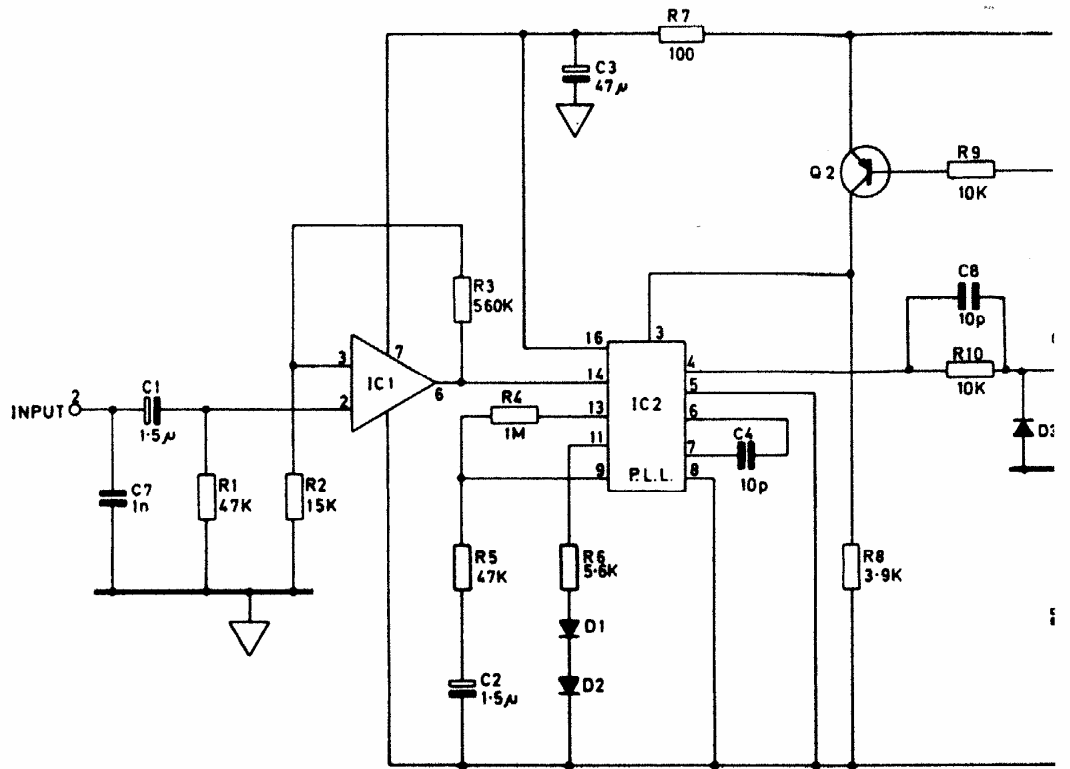 R7
100
C3
47μ
Q2
R9
10K
R3
560K
C8
10p
R10
10K
3
7
IC1
6
2
16
3
14
4
5
IC2
13
6
11
7
9
8
P.L.L.
R4
1M
C4
10p
INPUT
2
C1
1·5μ
C7
1n
R1
47K
R2
15K
R5
47K
R6
5·6K
R8
3·9K
D1
D2
C2
1·5μ